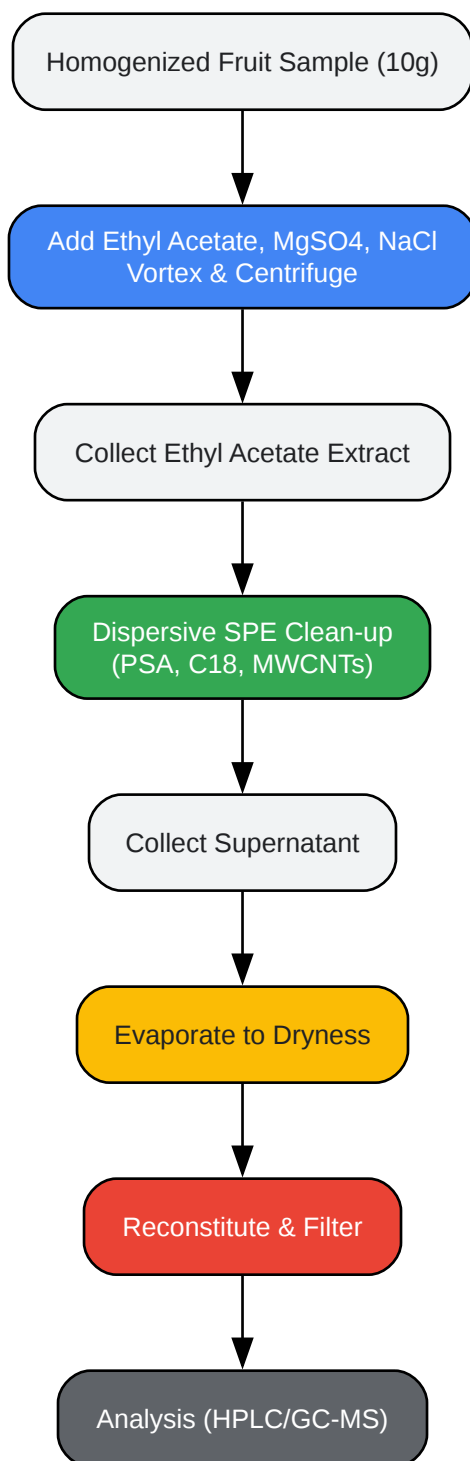 Homogenized Fruit Sample (10g)
Add Ethyl Acetate, MgSO4, NaCl
Vortex & Centrifuge
Collect Ethyl Acetate Extract
Dispersive SPE Clean-up
(PSA, C18, MWCNTs)
Collect Supernatant
Evaporate to Dryness
Reconstitute & Filter
Analysis (HPLC/GC-MS)